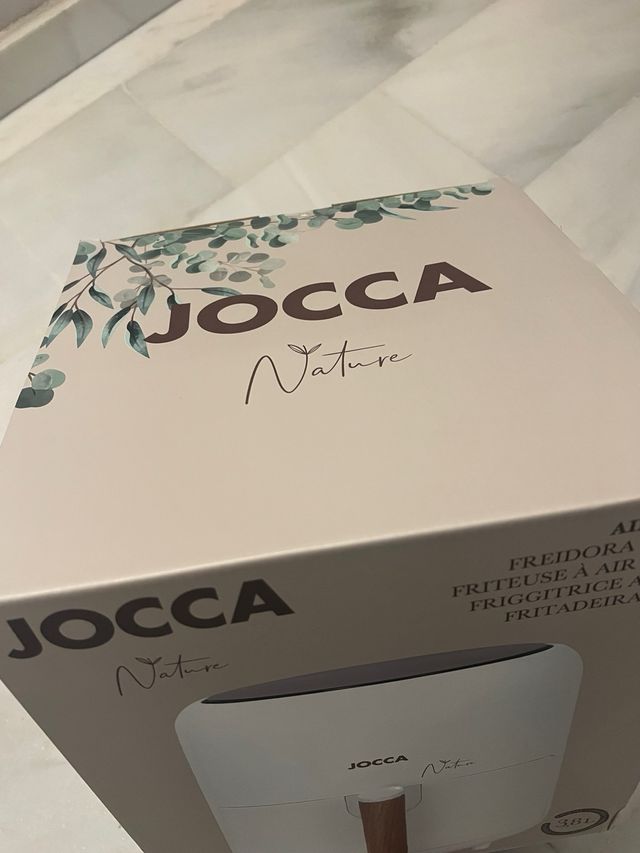 JOCCA
Nature
JOCCA
Nature
FREIDORA
FRITEUSE À AIR
FRIGGITRICE A
FRITADEIRA
JOCCA
Nature
3,8L